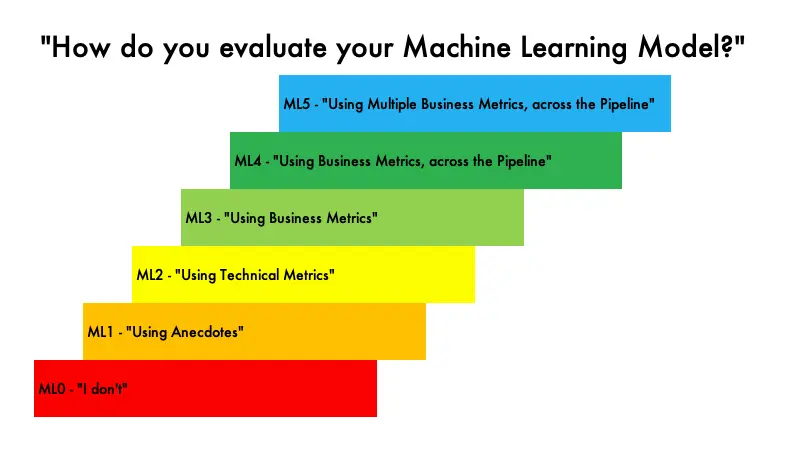 "How do you evaluate your Machine Learning Model?"
ML5 - "Using Multiple Business Metrics, across the Pipeline"
ML4 - "Using Business Metrics, across the Pipeline"
ML3 - "Using Business Metrics"
ML2 - "Using Technical Metrics"
ML1 - "Using Anecdotes"
ML0 - "I don't"